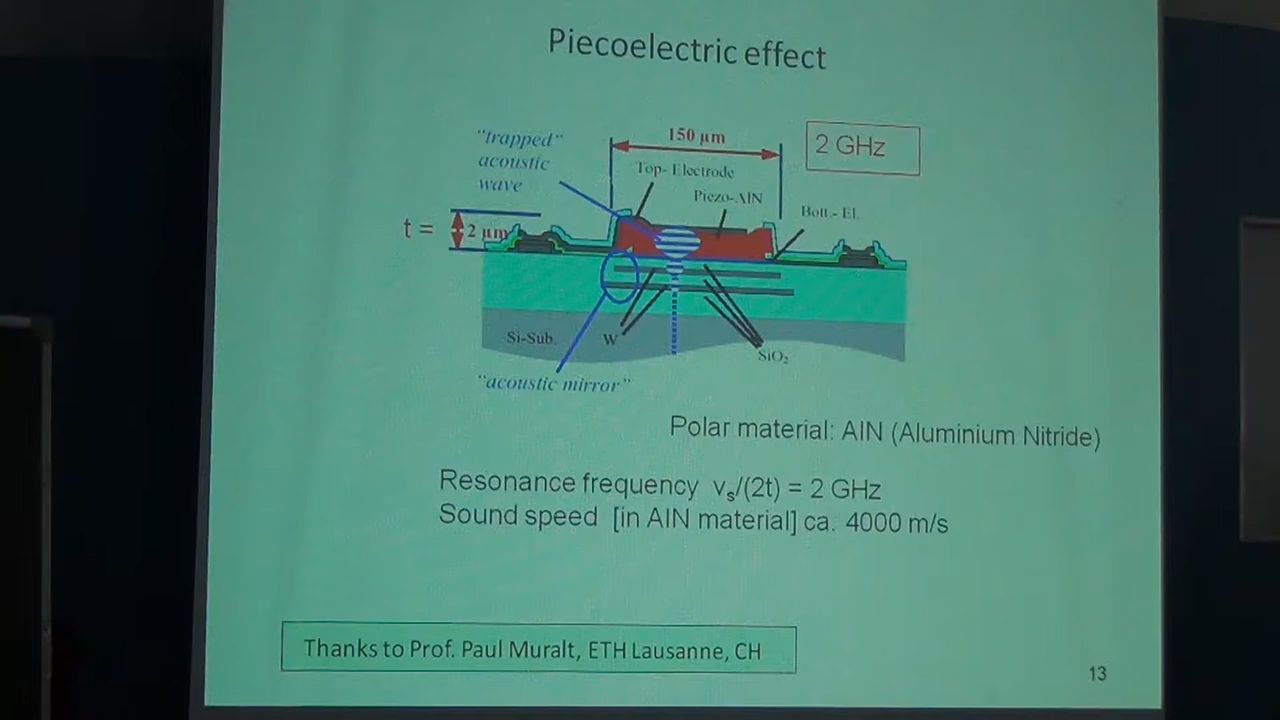 Piecoelectric effect
"trapped"
acoustic
wave
150 µm
2 GHz
Top- Electrode
Piezo-AlN
Bott.- El.
t =
2 µm
Si-Sub.
W
SiO₂
"acoustic mirror"
Polar material: AlN (Aluminium Nitride)
Resonance frequency vₛ/(2t) = 2 GHz
Sound speed [in AlN material] ca. 4000 m/s
Thanks to Prof. Paul Muralt, ETH Lausanne, CH
13